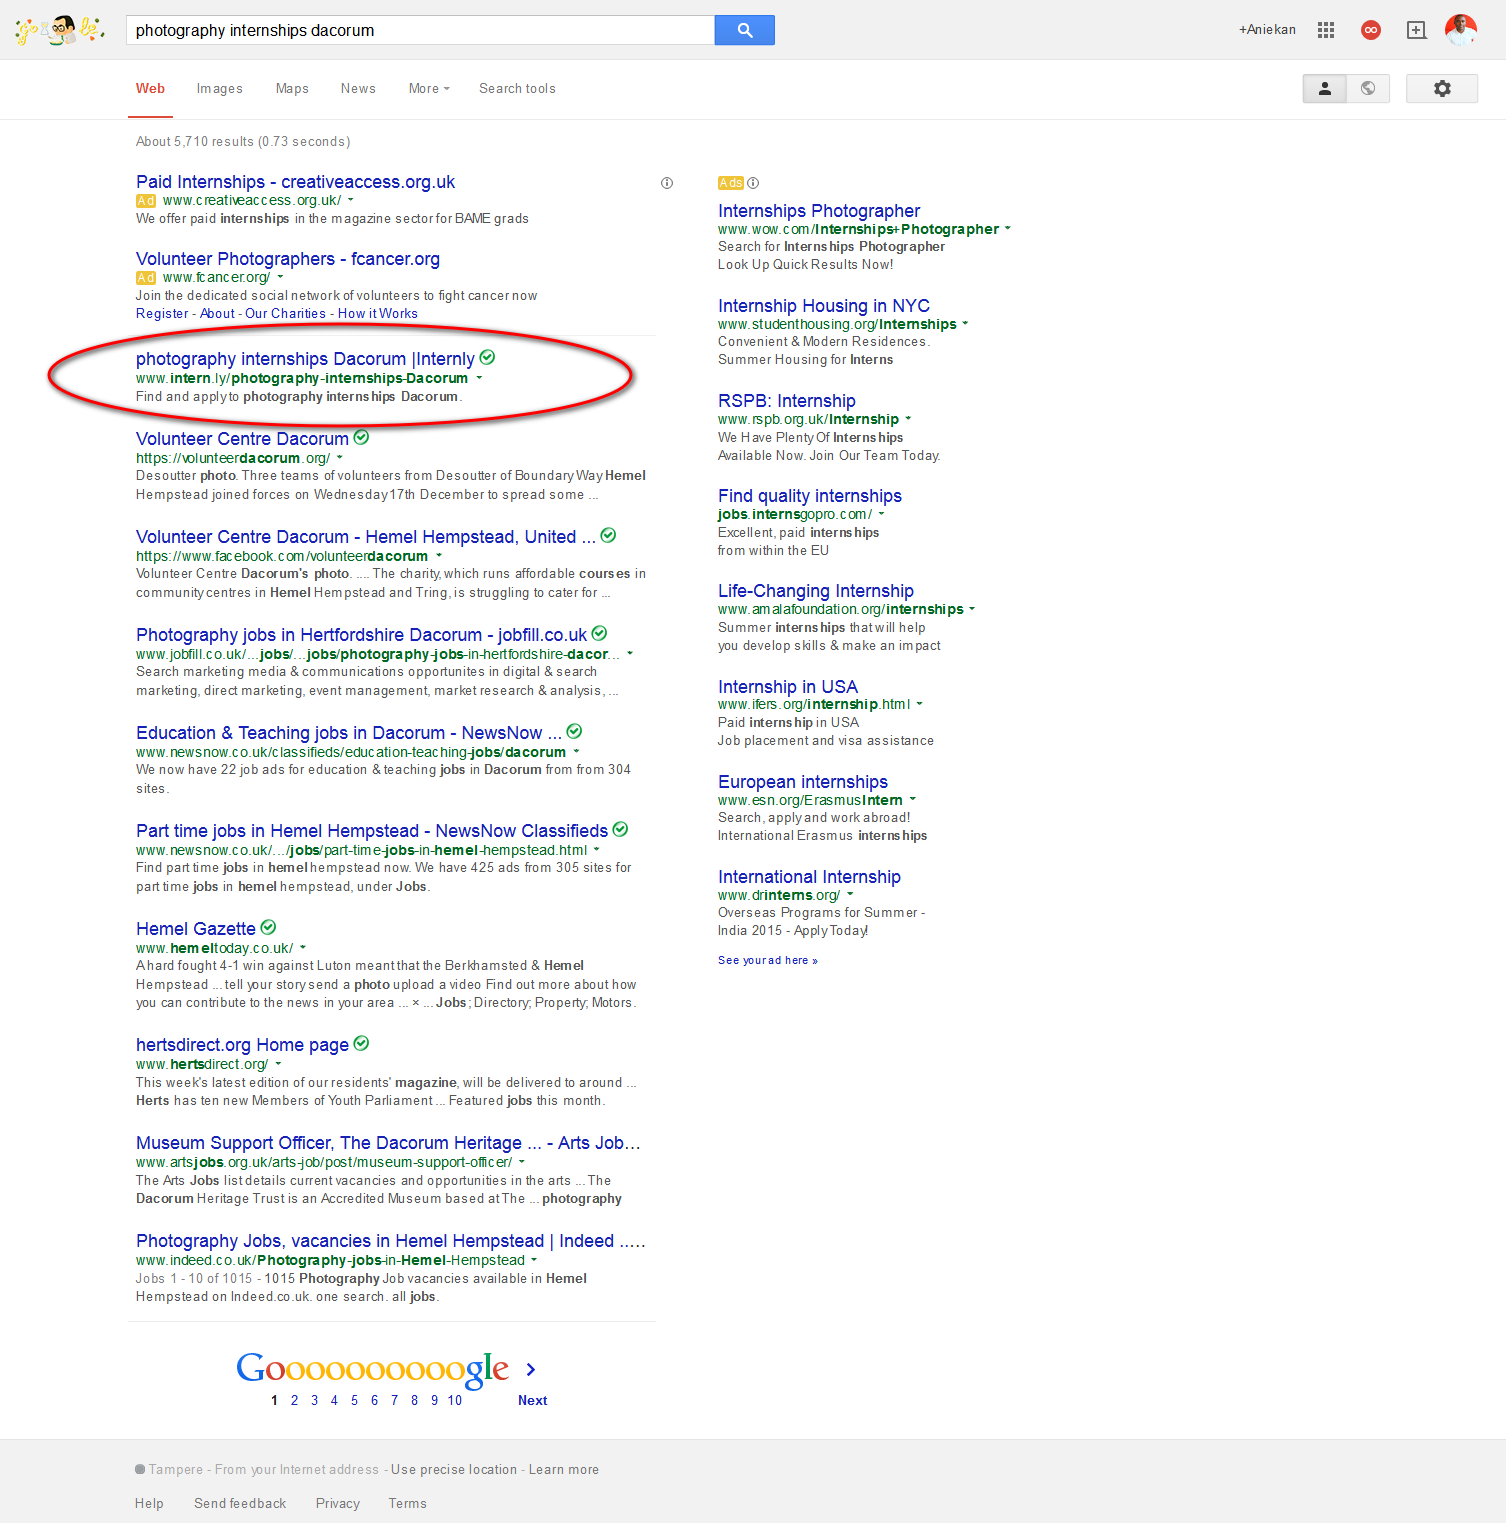 photography internships dacorum
+Aniekan
Web Images Maps News More Search tools
About 5,710 results (0.73 seconds)
Paid Internships - creativeaccess.org.uk
Ad www.creativeaccess.org.uk/
We offer paid internships in the magazine sector for BAME grads
Volunteer Photographers - fcancer.org
Ad www.fcancer.org/
Join the dedicated social network of volunteers to fight cancer now
Register - About - Our Charities - How it Works
photography internships Dacorum |Internly
www.intern.ly/photography-internships-Dacorum
Find and apply to photography internships Dacorum.
Volunteer Centre Dacorum
https://volunteerdacorum.org/
Desoutter photo. Three teams of volunteers from Desoutter of Boundary Way Hemel
Hempstead joined forces on Wednesday 17th December to spread some ...
Volunteer Centre Dacorum - Hemel Hempstead, United ...
https://www.facebook.com/volunteerdacorum
Volunteer Centre Dacorum's photo. .... The charity, which runs affordable courses in
community centres in Hemel Hempstead and Tring, is struggling to cater for ...
Photography jobs in Hertfordshire Dacorum - jobfill.co.uk
www.jobfill.co.uk/...jobs/...jobs/photography-jobs-in-hertfordshire-dacor...
Search marketing media & communications opportunites in digital & search
marketing, direct marketing, event management, market research & analysis, ...
Education & Teaching jobs in Dacorum - NewsNow ...
www.newsnow.co.uk/classifieds/education-teaching-jobs/dacorum
We now have 22 job ads for education & teaching jobs in Dacorum from from 304
sites.
Part time jobs in Hemel Hempstead - NewsNow Classifieds
www.newsnow.co.uk/.../jobs/part-time-jobs-in-hemel-hempstead.html
Find part time jobs in hemel hempstead now. We have 425 ads from 305 sites for
part time jobs in hemel hempstead, under Jobs.
Hemel Gazette
www.hemeltoday.co.uk/
A hard fought 4-1 win against Luton meant that the Berkhamsted & Hemel
Hempstead ... tell your story send a photo upload a video Find out more about how
you can contribute to the news in your area ... × ... Jobs; Directory; Property; Motors.
hertsdirect.org Home page
www.hertsdirect.org/
This week's latest edition of our residents' magazine, will be delivered to around ...
Herts has ten new Members of Youth Parliament ... Featured jobs this month.
Museum Support Officer, The Dacorum Heritage ... - Arts Job...
www.artsjobs.org.uk/arts-job/post/museum-support-officer/
The Arts Jobs list details current vacancies and opportunities in the arts ... The
Dacorum Heritage Trust is an Accredited Museum based at The ... photography
Photography Jobs, vacancies in Hemel Hempstead | Indeed .....
www.indeed.co.uk/Photography-jobs-in-Hemel-Hempstead
Jobs 1 - 10 of 1015 - 1015 Photography Job vacancies available in Hemel
Hempstead on Indeed.co.uk. one search. all jobs.
Ads
Internships Photographer
www.wow.com/Internships+Photographer
Search for Internships Photographer
Look Up Quick Results Now!
Internship Housing in NYC
www.studenthousing.org/Internships
Convenient & Modern Residences.
Summer Housing for Interns
RSPB: Internship
www.rspb.org.uk/Internship
We Have Plenty Of Internships
Available Now. Join Our Team Today.
Find quality internships
jobs.internsgopro.com/
Excellent, paid internships
from within the EU
Life-Changing Internship
www.amalafoundation.org/internships
Summer internships that will help
you develop skills & make an impact
Internship in USA
www.ifers.org/internship.html
Paid internship in USA
Job placement and visa assistance
European internships
www.esn.org/ErasmusIntern
Search, apply and work abroad!
International Erasmus internships
International Internship
www.drinterns.org/
Overseas Programs for Summer -
India 2015 - Apply Today!
See your ad here »
Goooooooooogle
1 2 3 4 5 6 7 8 9 10 Next
Tampere - From your Internet address - Use precise location - Learn more
Help Send feedback Privacy Terms